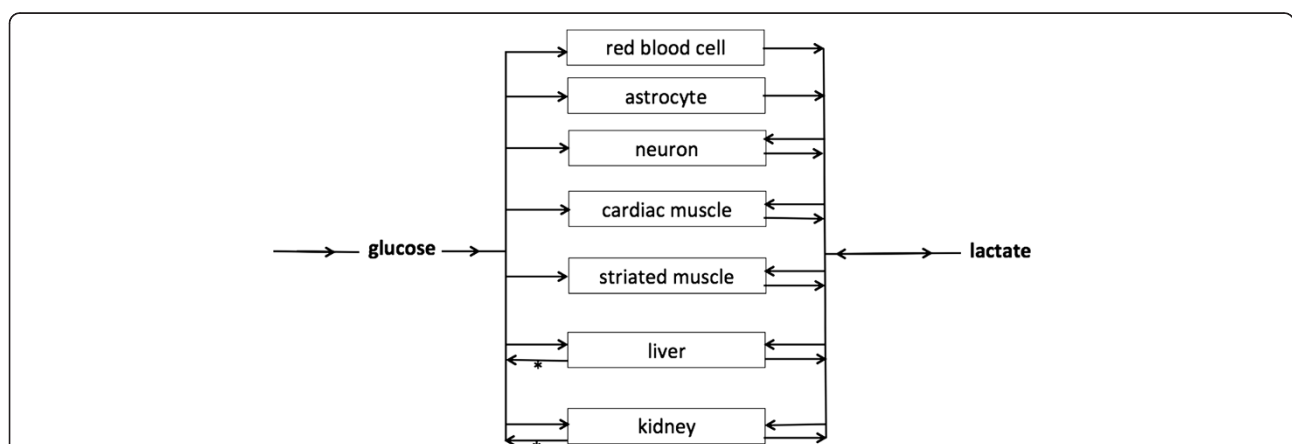 red blood cell
astrocyte
neuron
cardiac muscle
glucose
lactate
striated muscle
liver
*
kidney
*